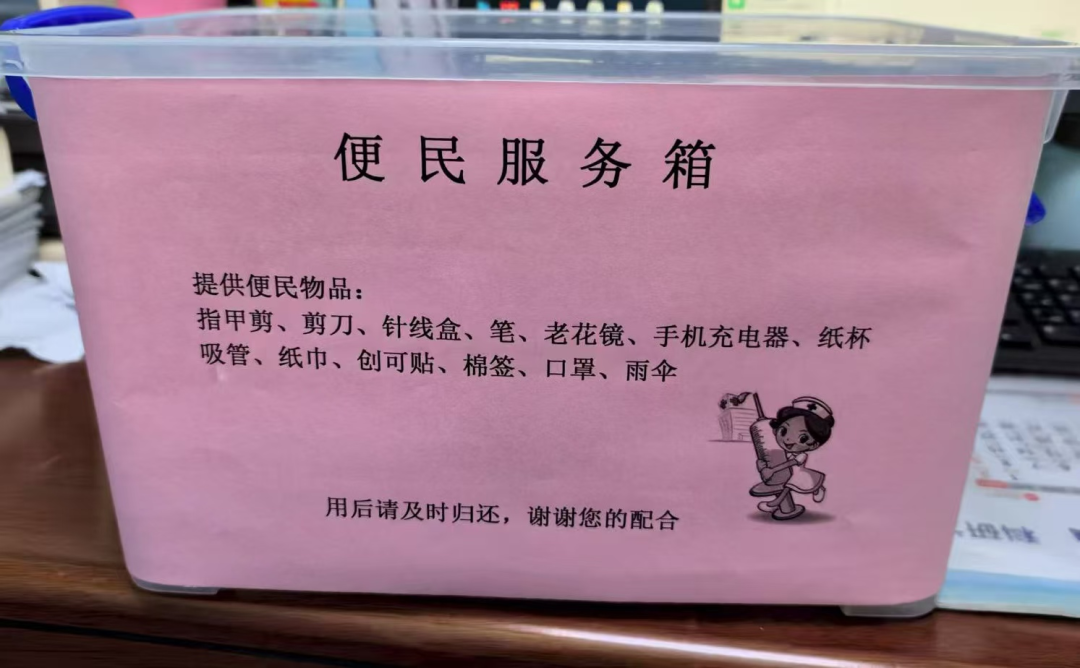 便民服务箱
提供便民物品：
指甲剪、剪刀、针线盒、笔、老花镜、手机充电器、纸杯
吸管、纸巾、创可贴、棉签、口罩、雨伞
用后请及时归还，谢谢您的配合
科研